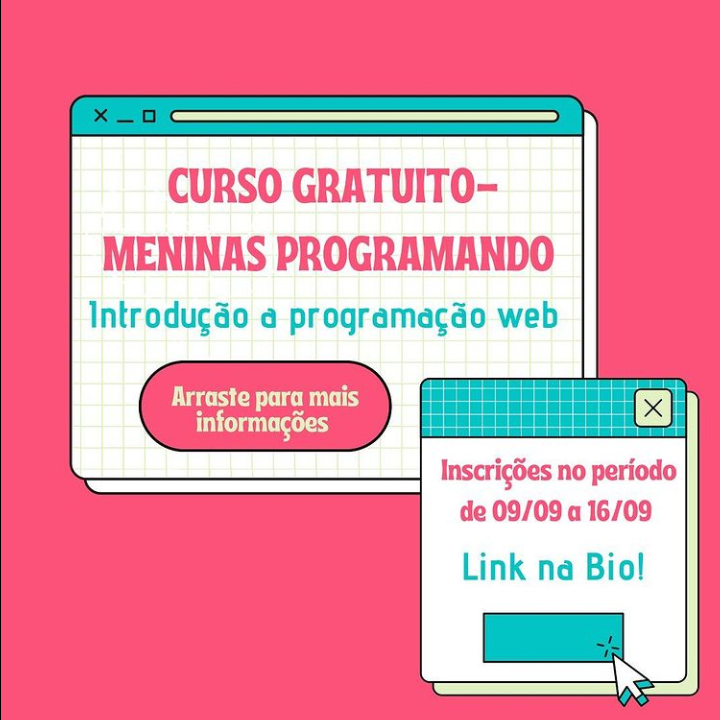 CURSO GRATUITO-
MENINAS PROGRAMANDO
Introdução a programação web
Arraste para mais
informações
Inscrições no período
de 09/09 a 16/09
Link na Bio!